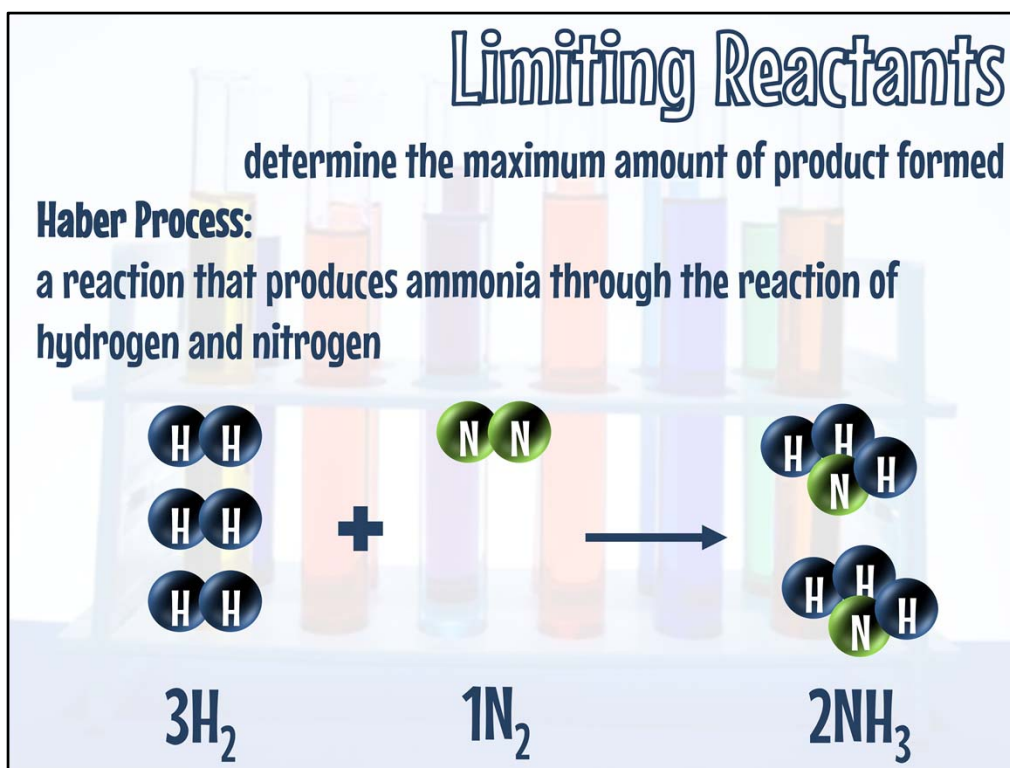 Limiting Reactants
determine the maximum amount of product formed
Haber Process:
a reaction that produces ammonia through the reaction of
hydrogen and nitrogen
H H N N H H H N
H H + →
H H H H H N
3H₂ 1N₂ 2NH₃